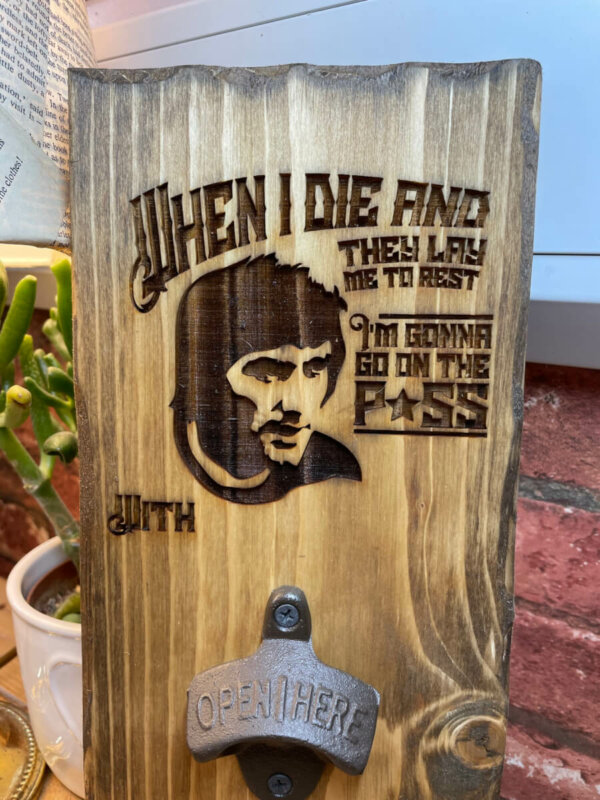 WHEN I DIE AND
THEY LAY
ME TO REST
I'M GONNA
GO ON THE
P★SS
WITH
OPEN HERE